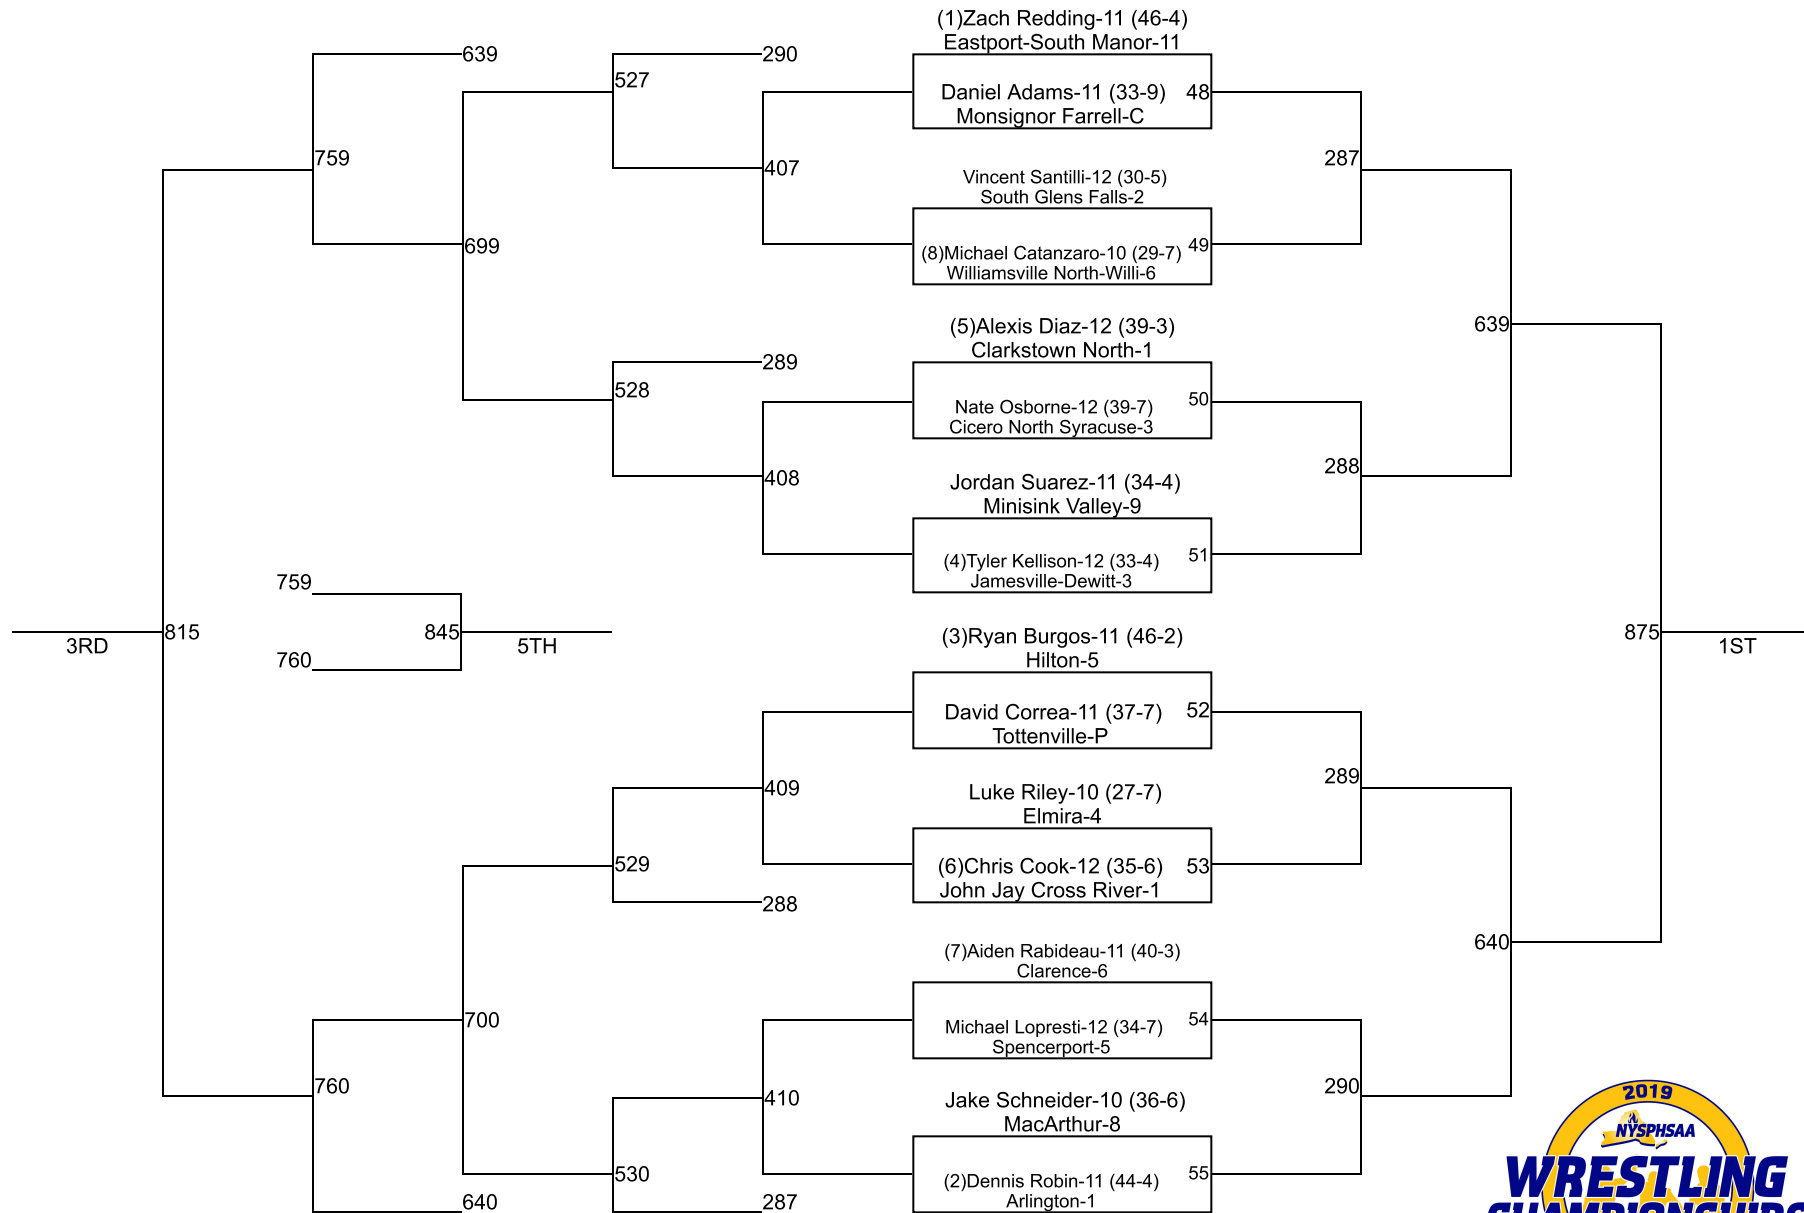 (1)Zach Redding-11 (46-4)
Eastport-South Manor-11
639
290
527
Daniel Adams-11 (33-9)
48
Monsignor Farrell-C
759
407
287
Vincent Santilli-12 (30-5)
South Glens Falls-2
699
49
(8)Michael Catanzaro-10 (29-7)
Williamsville North-Willi-6
(5)Alexis Diaz-12 (39-3)
639
Clarkstown North-1
289
528
50
Nate Osborne-12 (39-7)
Cicero North Syracuse-3
408
288
Jordan Suarez-11 (34-4)
Minisink Valley-9
51
(4)Tyler Kellison-12 (33-4)
Jamesville-Dewitt-3
759
3RD
815
845
5TH
(3)Ryan Burgos-11 (46-2)
875
1ST
760
Hilton-5
David Correa-11 (37-7)
52
Tottenville-P
409
289
Luke Riley-10 (27-7)
Elmira-4
529
(6)Chris Cook-12 (35-6)
53
John Jay Cross River-1
288
640
(7)Aiden Rabideau-11 (40-3)
Clarence-6
700
54
Michael Lopresti-12 (34-7)
Spencerport-5
760
410
290
Jake Schneider-10 (36-6)
MacArthur-8
530
55
(2)Dennis Robin-11 (44-4)
Arlington-1
640
287
2019
NYSPHSAA
WRESTLING
CHAMPIONSHIPS